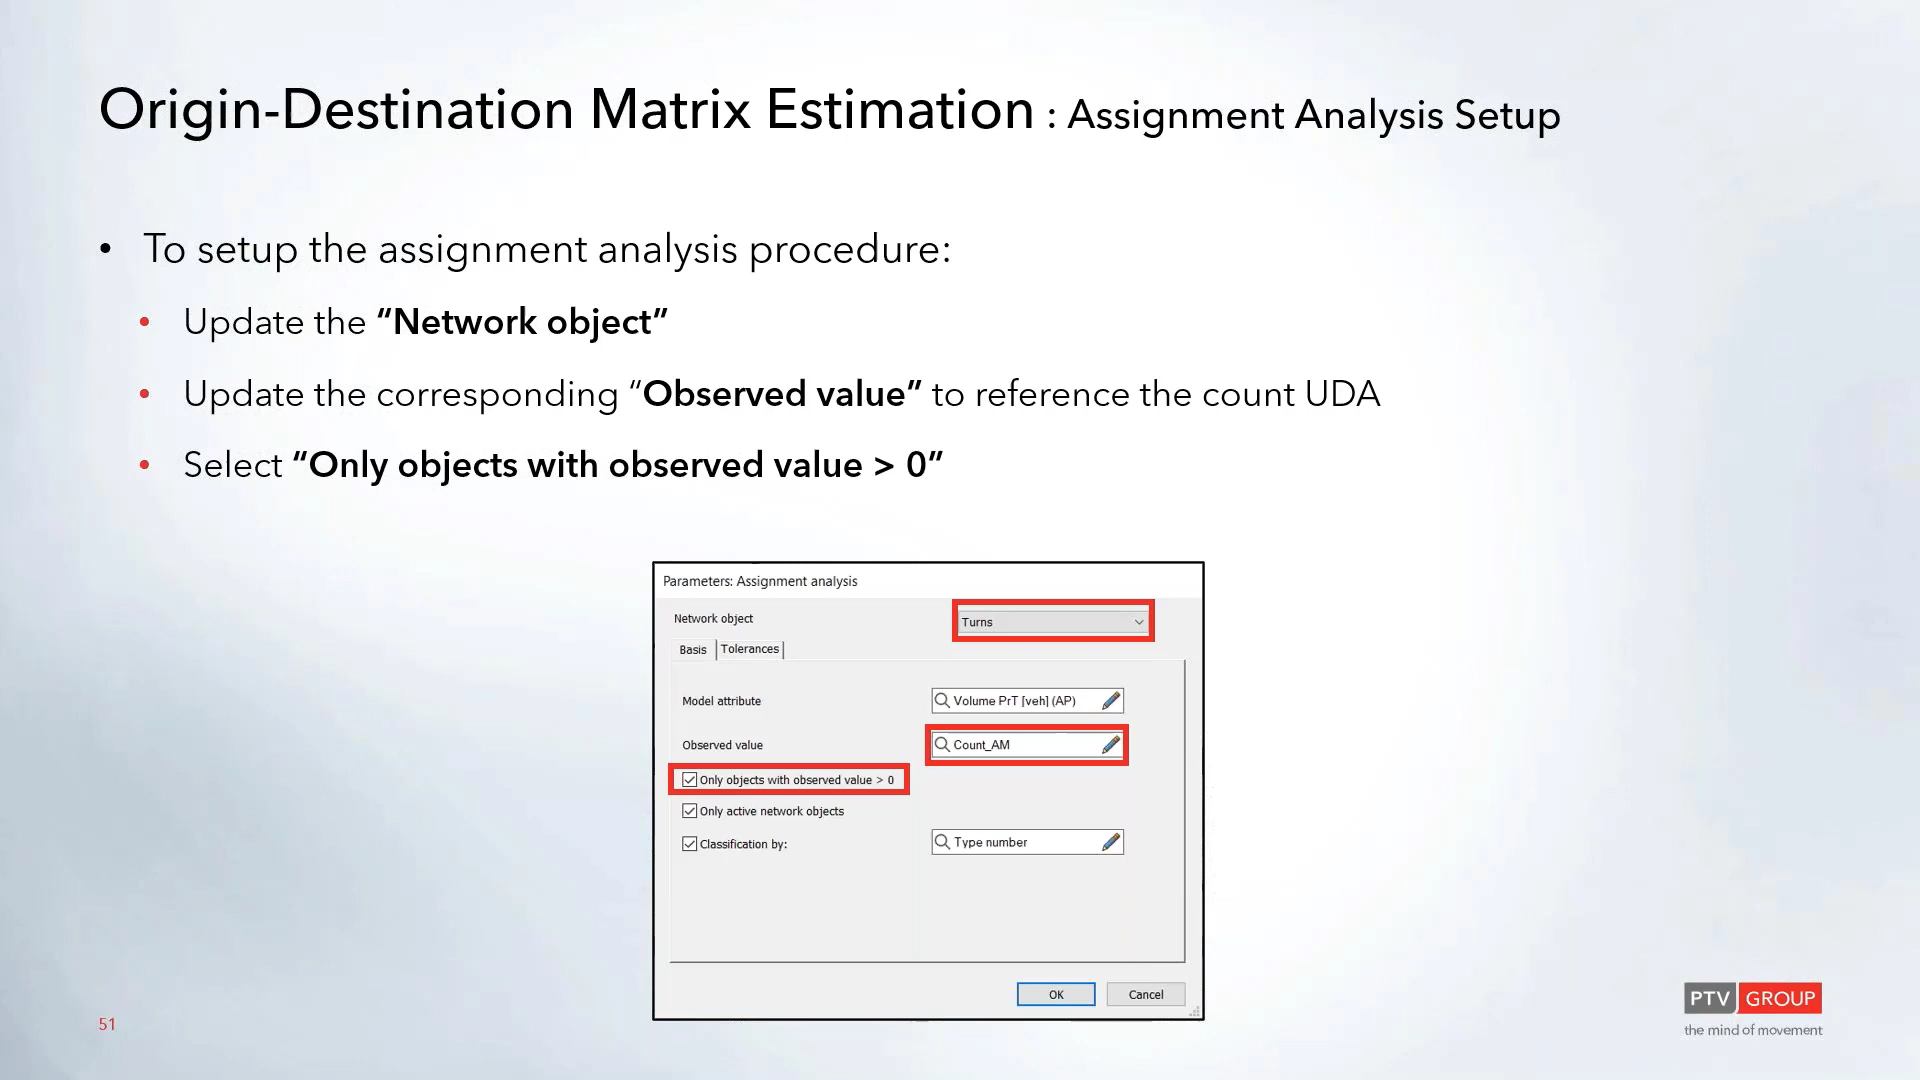 Origin-Destination Matrix Estimation : Assignment Analysis Setup
• To setup the assignment analysis procedure:
• Update the “Network object”
• Update the corresponding “Observed value” to reference the count UDA
• Select “Only objects with observed value > 0”
Parameters: Assignment analysis
Network object
Turns
Basis Tolerances
Model attribute
Volume PrT [veh] (AP)
Observed value
Count_AM
Only objects with observed value > 0
Only active network objects
Classification by:
Type number
OK Cancel
51
PTV GROUP
the mind of movement